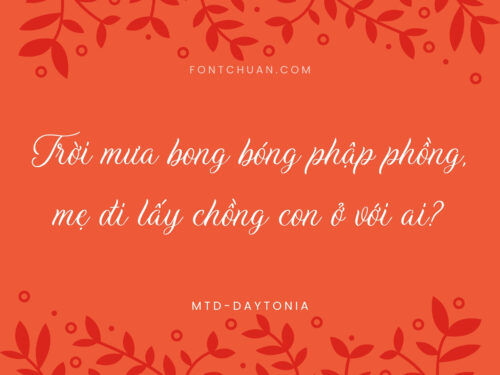 FONTCHUAN.COM
Trời mưa bong bóng phập phồng,
mẹ đi lấy chồng con ở với ai?
MTD-DAYTONIA